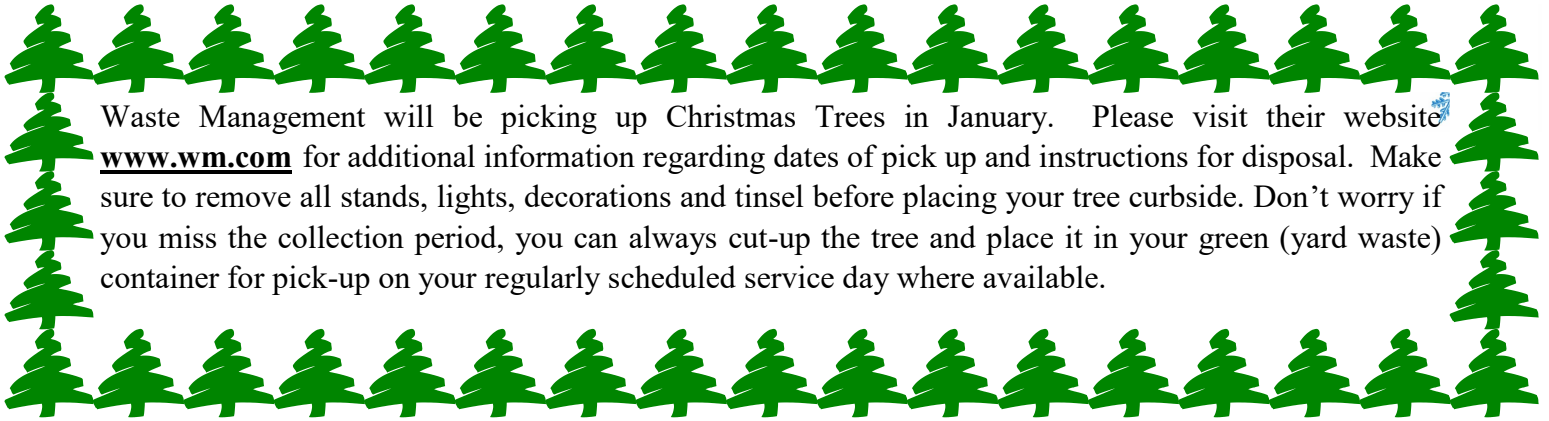 Waste Management will be picking up Christmas Trees in January.  Please visit their website
www.wm.com for additional information regarding dates of pick up and instructions for disposal.  Make
sure to remove all stands, lights, decorations and tinsel before placing your tree curbside. Don’t worry if
you miss the collection period, you can always cut-up the tree and place it in your green (yard waste)
container for pick-up on your regularly scheduled service day where available.